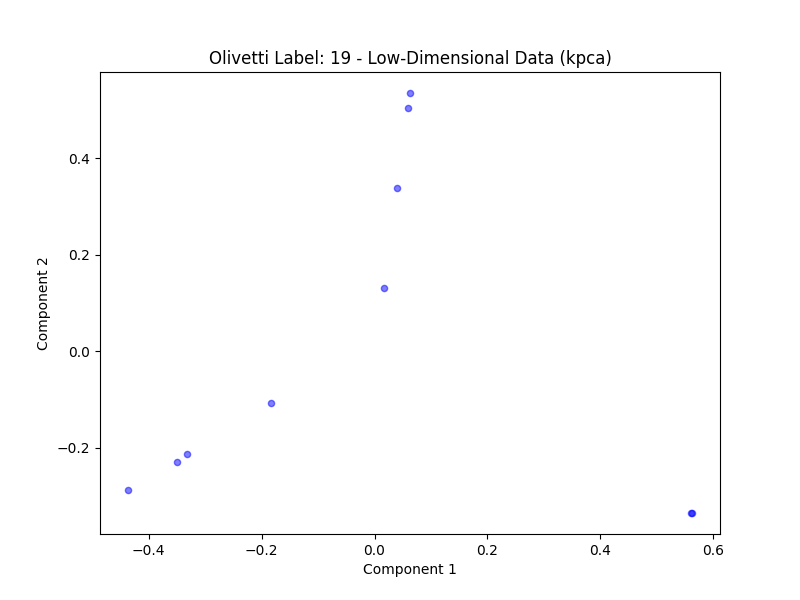 Olivetti Label: 19 - Low-Dimensional Data (kpca)
Component 2
0.4
0.2
0.0
−0.2
−0.4 −0.2 0.0 0.2 0.4 0.6
Component 1